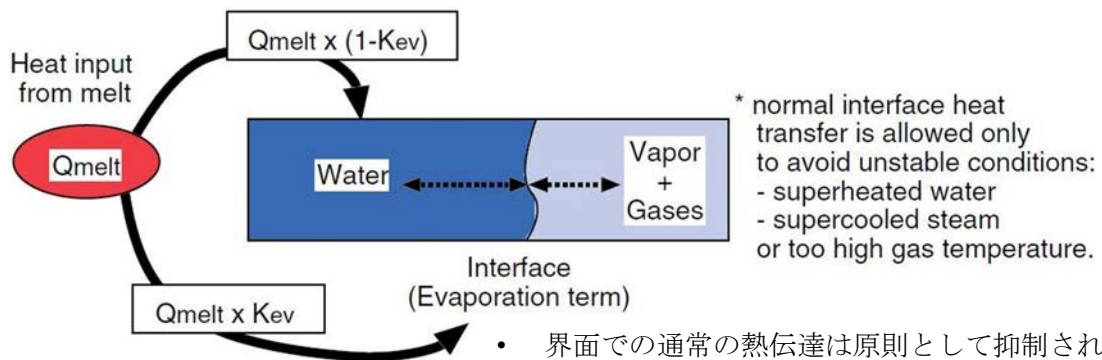 Qmelt x (1-Kev)
Heat input
from melt
Qmelt
Water
Vapor
+
Gases
* normal interface heat
transfer is allowed only
to avoid unstable conditions:
- superheated water
- supercooled steam
or too high gas temperature.
Interface
(Evaporation term)
Qmelt x Kev
• 界面での通常の熱伝達は原則として抑制され